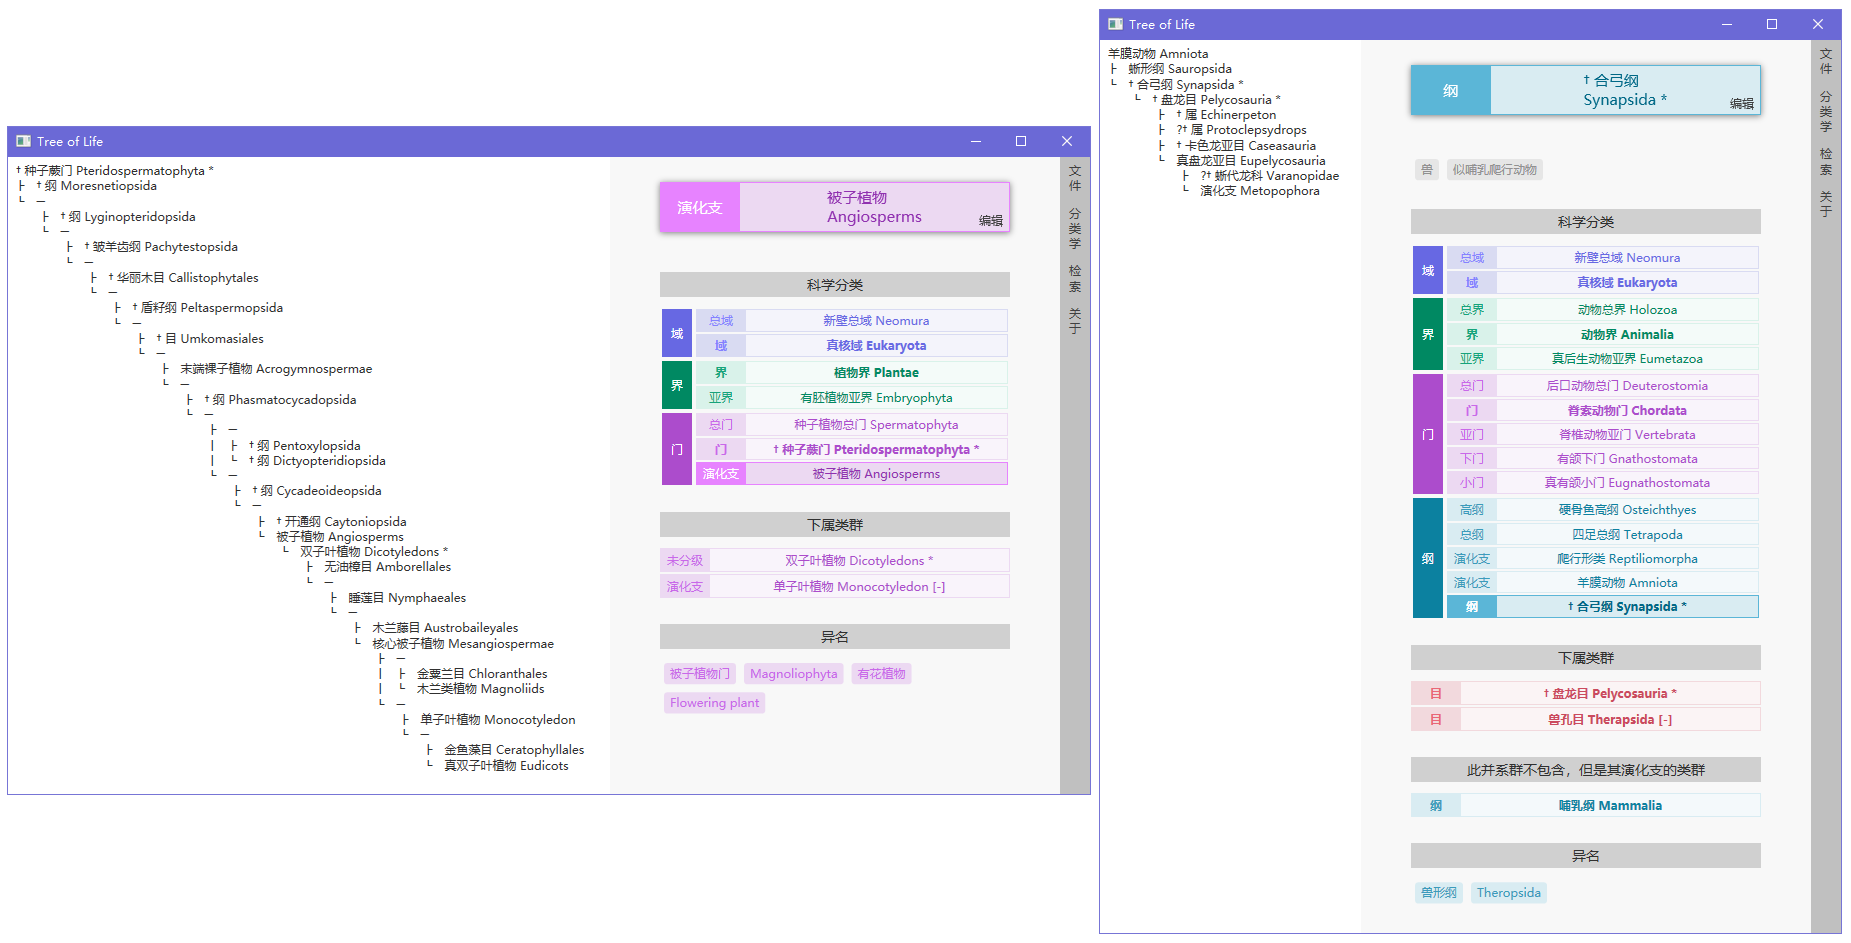 Tree of Life
† 种子蕨门 Pteridospermatophyta *
├ † 纲 Moresnetiopsida
└ —
├ † 纲 Lyginopteridopsida
└ —
├ † 皱羊齿纲 Pachytestopsida
└ —
├ † 华丽木目 Callistophytales
└ —
├ † 盾籽纲 Peltaspermopsida
└ —
├ † 目 Umkomasiales
└ —
├ 末端裸子植物 Acrogymnospermae
└ —
├ † 纲 Phasmatocycadopsida
└ —
├ —
| ├ † 纲 Pentoxylopsida
| └ † 纲 Dictyopteridiopsida
└ —
├ † 纲 Cycadeoideopsida
└ —
├ † 开通纲 Caytoniopsida
└ 被子植物 Angiosperms
└ 双子叶植物 Dicotyledons *
├ 无油樟目 Amborellales
└ —
├ 睡莲目 Nymphaeales
└ —
├ 木兰藤目 Austrobaileyales
└ 核心被子植物 Mesangiospermae
├ —
| ├ 金粟兰目 Chloranthales
| └ 木兰类植物 Magnoliids
└ —
├ 单子叶植物 Monocotyledon
└ —
├ 金鱼藻目 Ceratophyllales
└ 真双子叶植物 Eudicots
演化支 被子植物
Angiosperms
编辑
科学分类
域
总域 新壁总域 Neomura
域 真核域 Eukaryota
界
界 植物界 Plantae
亚界 有胚植物亚界 Embryophyta
门
总门 种子植物总门 Spermatophyta
门 † 种子蕨门 Pteridospermatophyta *
演化支 被子植物 Angiosperms
下属类群
未分级 双子叶植物 Dicotyledons *
演化支 单子叶植物 Monocotyledon [-]
异名
被子植物门 Magnoliophyta 有花植物
Flowering plant
文件
分类学
检索
关于
Tree of Life
羊膜动物 Amniota
├ 蜥形纲 Sauropsida
└ † 合弓纲 Synapsida *
└ † 盘龙目 Pelycosauria *
├ † 属 Echinerpeton
├ ?† 属 Protoclepsydrops
├ † 卡色龙亚目 Caseasauria
└ 真盘龙亚目 Eupelycosauria
├ ?† 蜥代龙科 Varanopidae
└ 演化支 Metopophora
纲 † 合弓纲
Synapsida *
编辑
兽 似哺乳爬行动物
科学分类
域
总域 新壁总域 Neomura
域 真核域 Eukaryota
界
总界 动物总界 Holozoa
界 动物界 Animalia
亚界 真后生动物亚界 Eumetazoa
门
总门 后口动物总门 Deuterostomia
门 脊索动物门 Chordata
亚门 脊椎动物亚门 Vertebrata
下门 有颌下门 Gnathostomata
小门 真有颌小门 Eugnathostomata
纲
高纲 硬骨鱼高纲 Osteichthyes
总纲 四足总纲 Tetrapoda
演化支 爬行形类 Reptiliomorpha
演化支 羊膜动物 Amniota
纲 † 合弓纲 Synapsida *
下属类群
目 † 盘龙目 Pelycosauria *
目 兽孔目 Therapsida [-]
此并系群不包含，但是其演化支的类群
纲 哺乳纲 Mammalia
异名
兽形纲 Theropsida
文件
分类学
检索
关于